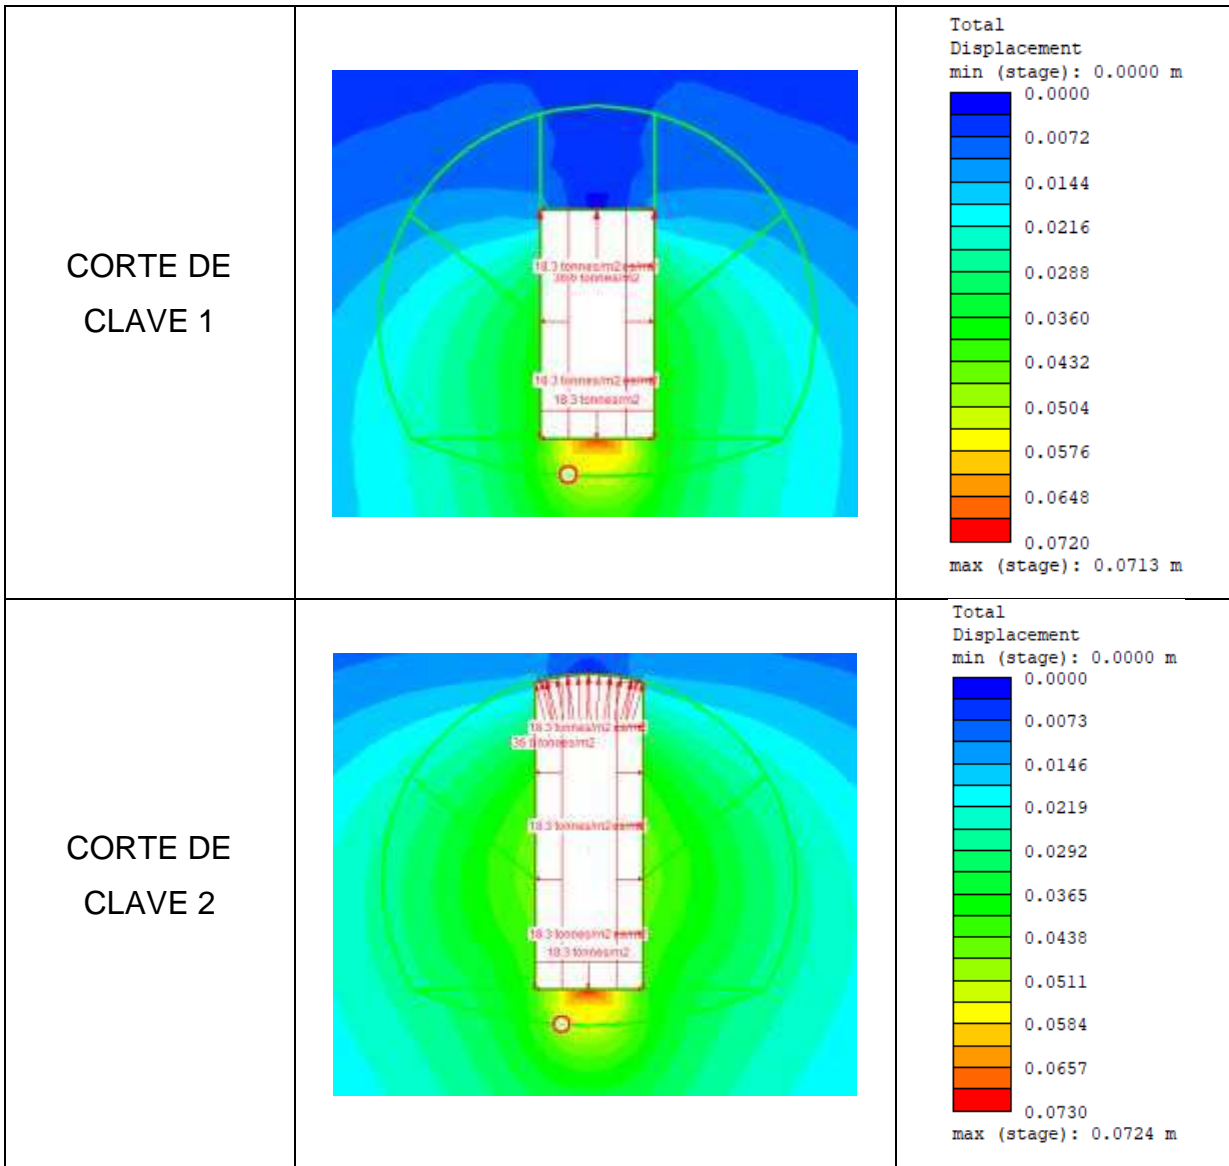 CORTE DE
CLAVE 1
18.3 tonnes/m2
18.3 tonnes/m2
18.3 tonnes/m2
Total
Displacement
min (stage): 0.0000 m
0.0000
0.0072
0.0144
0.0216
0.0288
0.0360
0.0432
0.0504
0.0576
0.0648
0.0720
max (stage): 0.0713 m
CORTE DE
CLAVE 2
18.3 tonnes/m2
18.3 tonnes/m2
18.3 tonnes/m2
18.3 tonnes/m2
Total
Displacement
min (stage): 0.0000 m
0.0000
0.0073
0.0146
0.0219
0.0292
0.0365
0.0438
0.0511
0.0584
0.0657
0.0730
max (stage): 0.0724 m